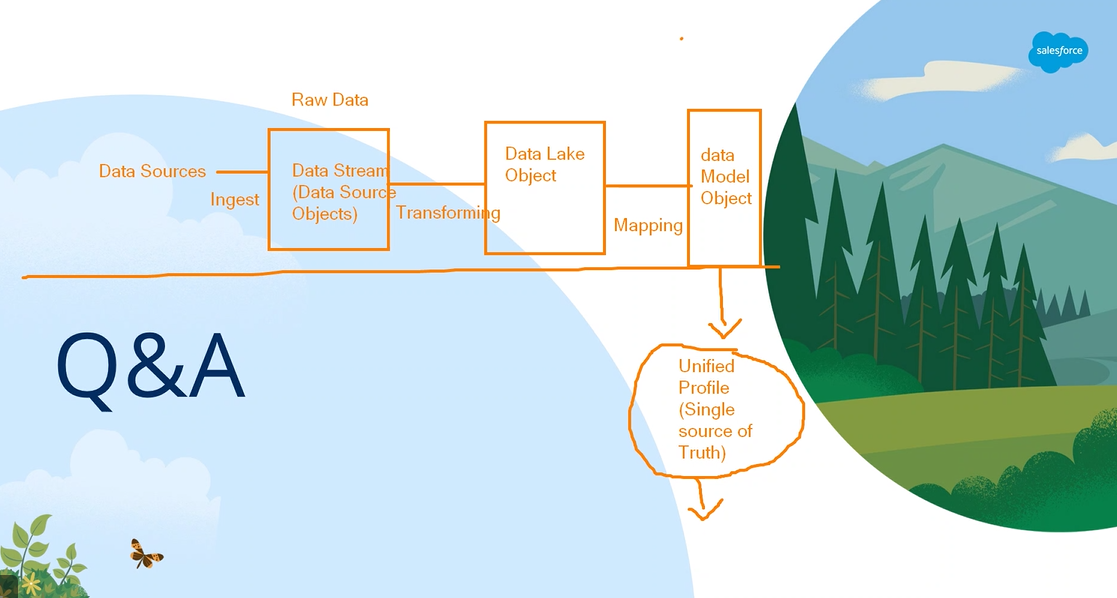 salesforce
Raw Data
Data Sources
Ingest
Data Stream
(Data Source
Objects)
Transforming
Data Lake
Object
Mapping
data
Model
Object
Q&A
Unified
Profile
(Single
source of
Truth)